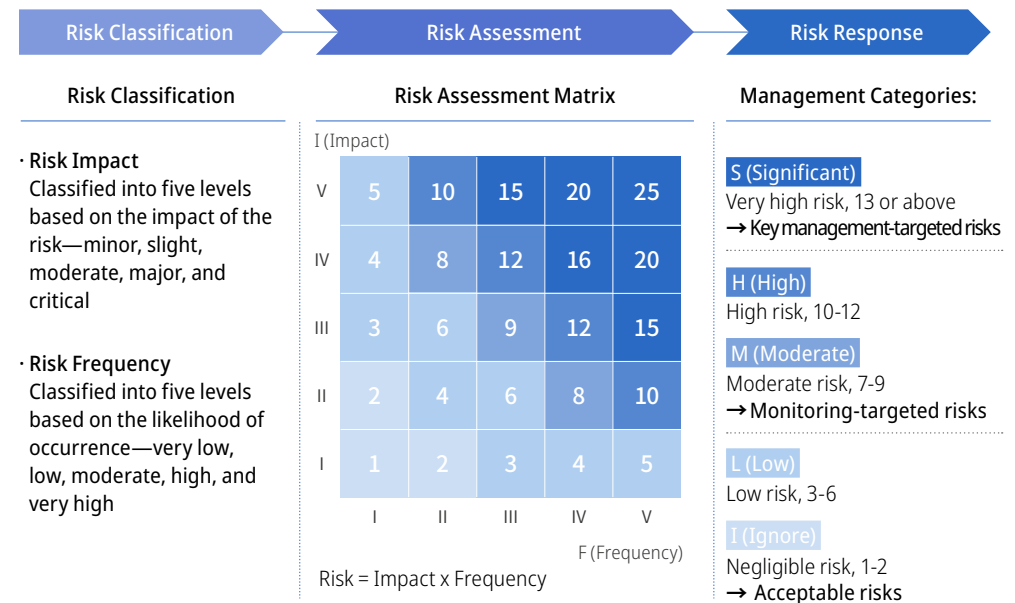 Risk Classification
Risk Assessment
Risk Response
Risk Classification
· Risk Impact
Classified into five levels
based on the impact of the
risk—minor, slight,
moderate, major, and
critical
· Risk Frequency
Classified into five levels
based on the likelihood of
occurrence—very low,
low, moderate, high, and
very high
Risk Assessment Matrix
I (Impact)
V 5 10 15 20 25
IV 4 8 12 16 20
III 3 6 9 12 15
II 2 4 6 8 10
I 1 2 3 4 5
I II III IV V
F (Frequency)
Risk = Impact x Frequency
Management Categories:
S (Significant)
Very high risk, 13 or above
→ Key management-targeted risks
H (High)
High risk, 10-12
M (Moderate)
Moderate risk, 7-9
→ Monitoring-targeted risks
L (Low)
Low risk, 3-6
I (Ignore)
Negligible risk, 1-2
→ Acceptable risks